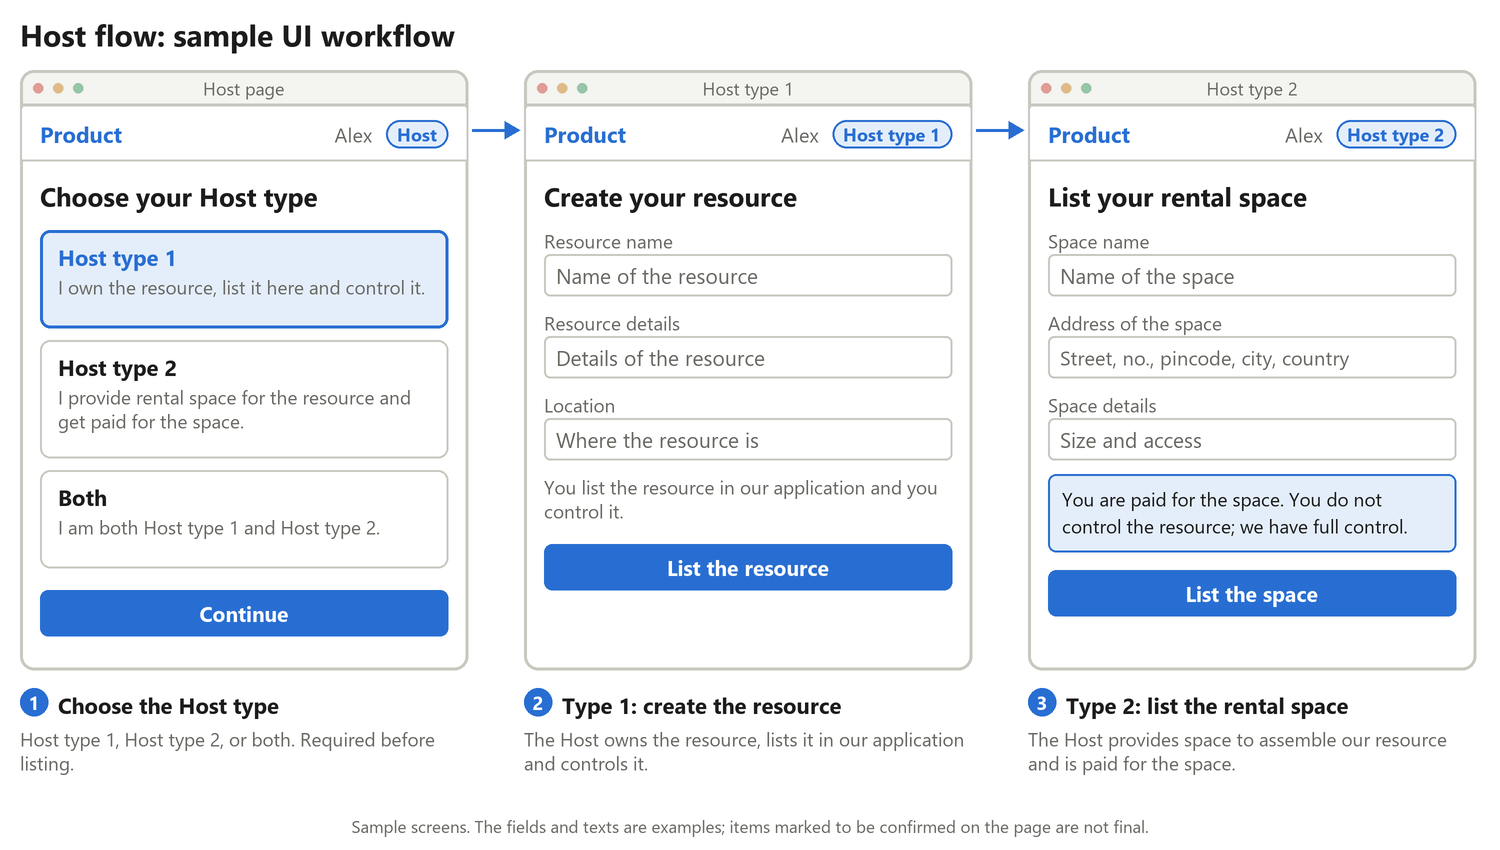 Host flow: sample UI workflow
Host page
Product
Alex
Host
Choose your Host type
Host type 1
I own the resource, list it here and control it.
Host type 2
I provide rental space for the resource and
get paid for the space.
Both
I am both Host type 1 and Host type 2.
Continue
1 Choose the Host type
Host type 1, Host type 2, or both. Required before
listing.
Host type 1
Product
Alex
Host type 1
Create your resource
Resource name
Name of the resource
Resource details
Details of the resource
Location
Where the resource is
You list the resource in our application and you
control it.
List the resource
2 Type 1: create the resource
The Host owns the resource, lists it in our application
and controls it.
Host type 2
Product
Alex
Host type 2
List your rental space
Space name
Name of the space
Address of the space
Street, no., pincode, city, country
Space details
Size and access
You are paid for the space. You do not
control the resource; we have full control.
List the space
3 Type 2: list the rental space
The Host provides space to assemble our resource
and is paid for the space.
Sample screens. The fields and texts are examples; items marked to be confirmed on the page are not final.